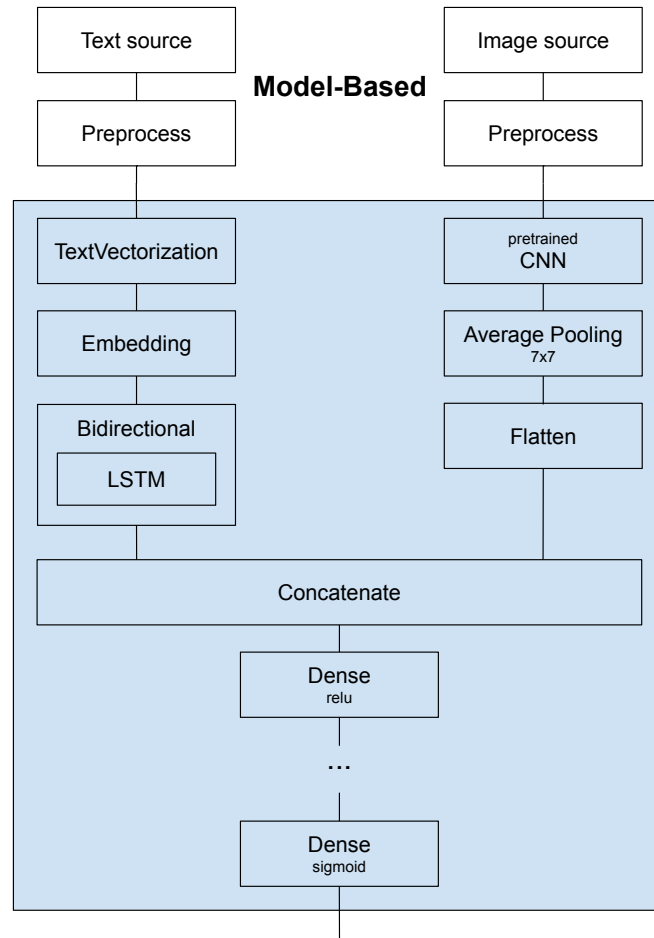 Text source
Image source
Model-Based
Preprocess
Preprocess
TextVectorization
pretrained
CNN
Embedding
Average Pooling
7x7
Bidirectional
LSTM
Flatten
Concatenate
Dense
relu
...
Dense
sigmoid